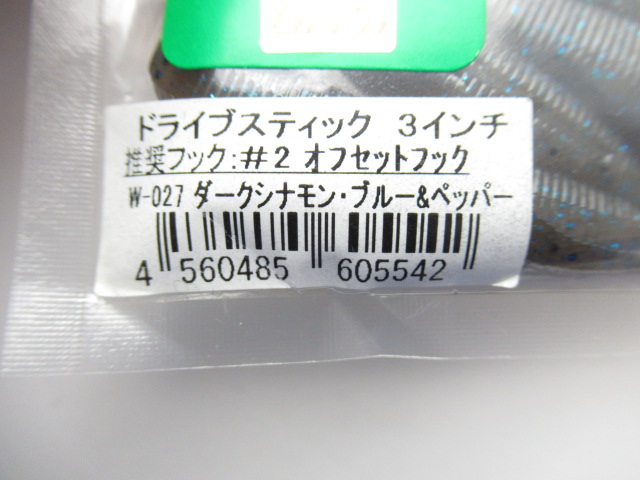 ドライブスティック 3インチ
推奨フック:#2 オフセットフック
W-027 ダークシナモン・ブルー&ペッパー
4 560485 605542